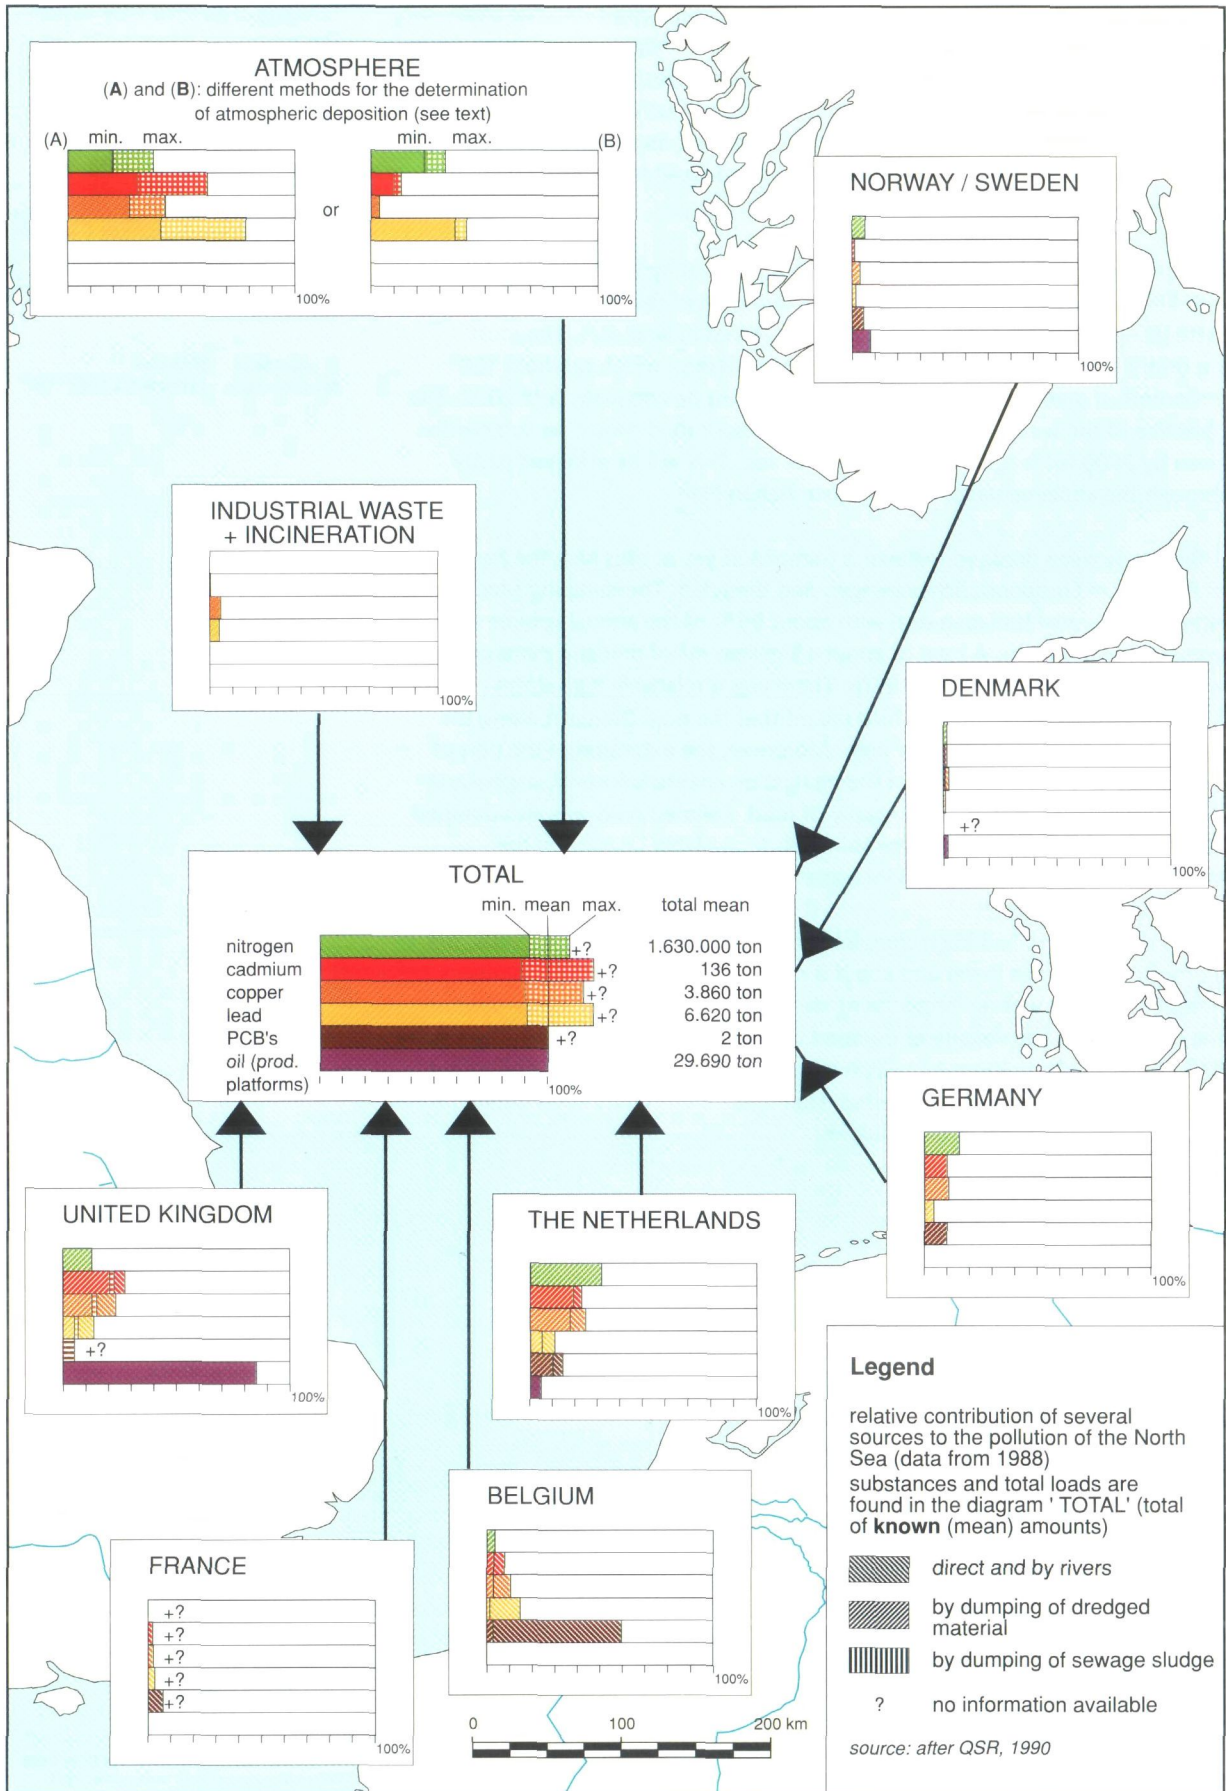 ATMOSPHERE
(A) and (B): different methods for the determination
of atmospheric deposition (see text)
(A) min. max.
min. max. (B)
or
100%
100%
NORWAY / SWEDEN
100%
INDUSTRIAL WASTE
+ INCINERATION
100%
DENMARK
+?
100%
TOTAL
min. mean max. total mean
nitrogen +? 1.630.000 ton
cadmium +? 136 ton
copper +? 3.860 ton
lead +? 6.620 ton
PCB's +? 2 ton
oil (prod. 29.690 ton
platforms)
100%
GERMANY
100%
UNITED KINGDOM
+?
100%
THE NETHERLANDS
100%
BELGIUM
100%
FRANCE
+?
+?
+?
+?
+?
100%
0 100 200 km
Legend
relative contribution of several
sources to the pollution of the North
Sea (data from 1988)
substances and total loads are
found in the diagram ' TOTAL' (total
of known (mean) amounts)
direct and by rivers
by dumping of dredged
material
by dumping of sewage sludge
? no information available
source: after QSR, 1990